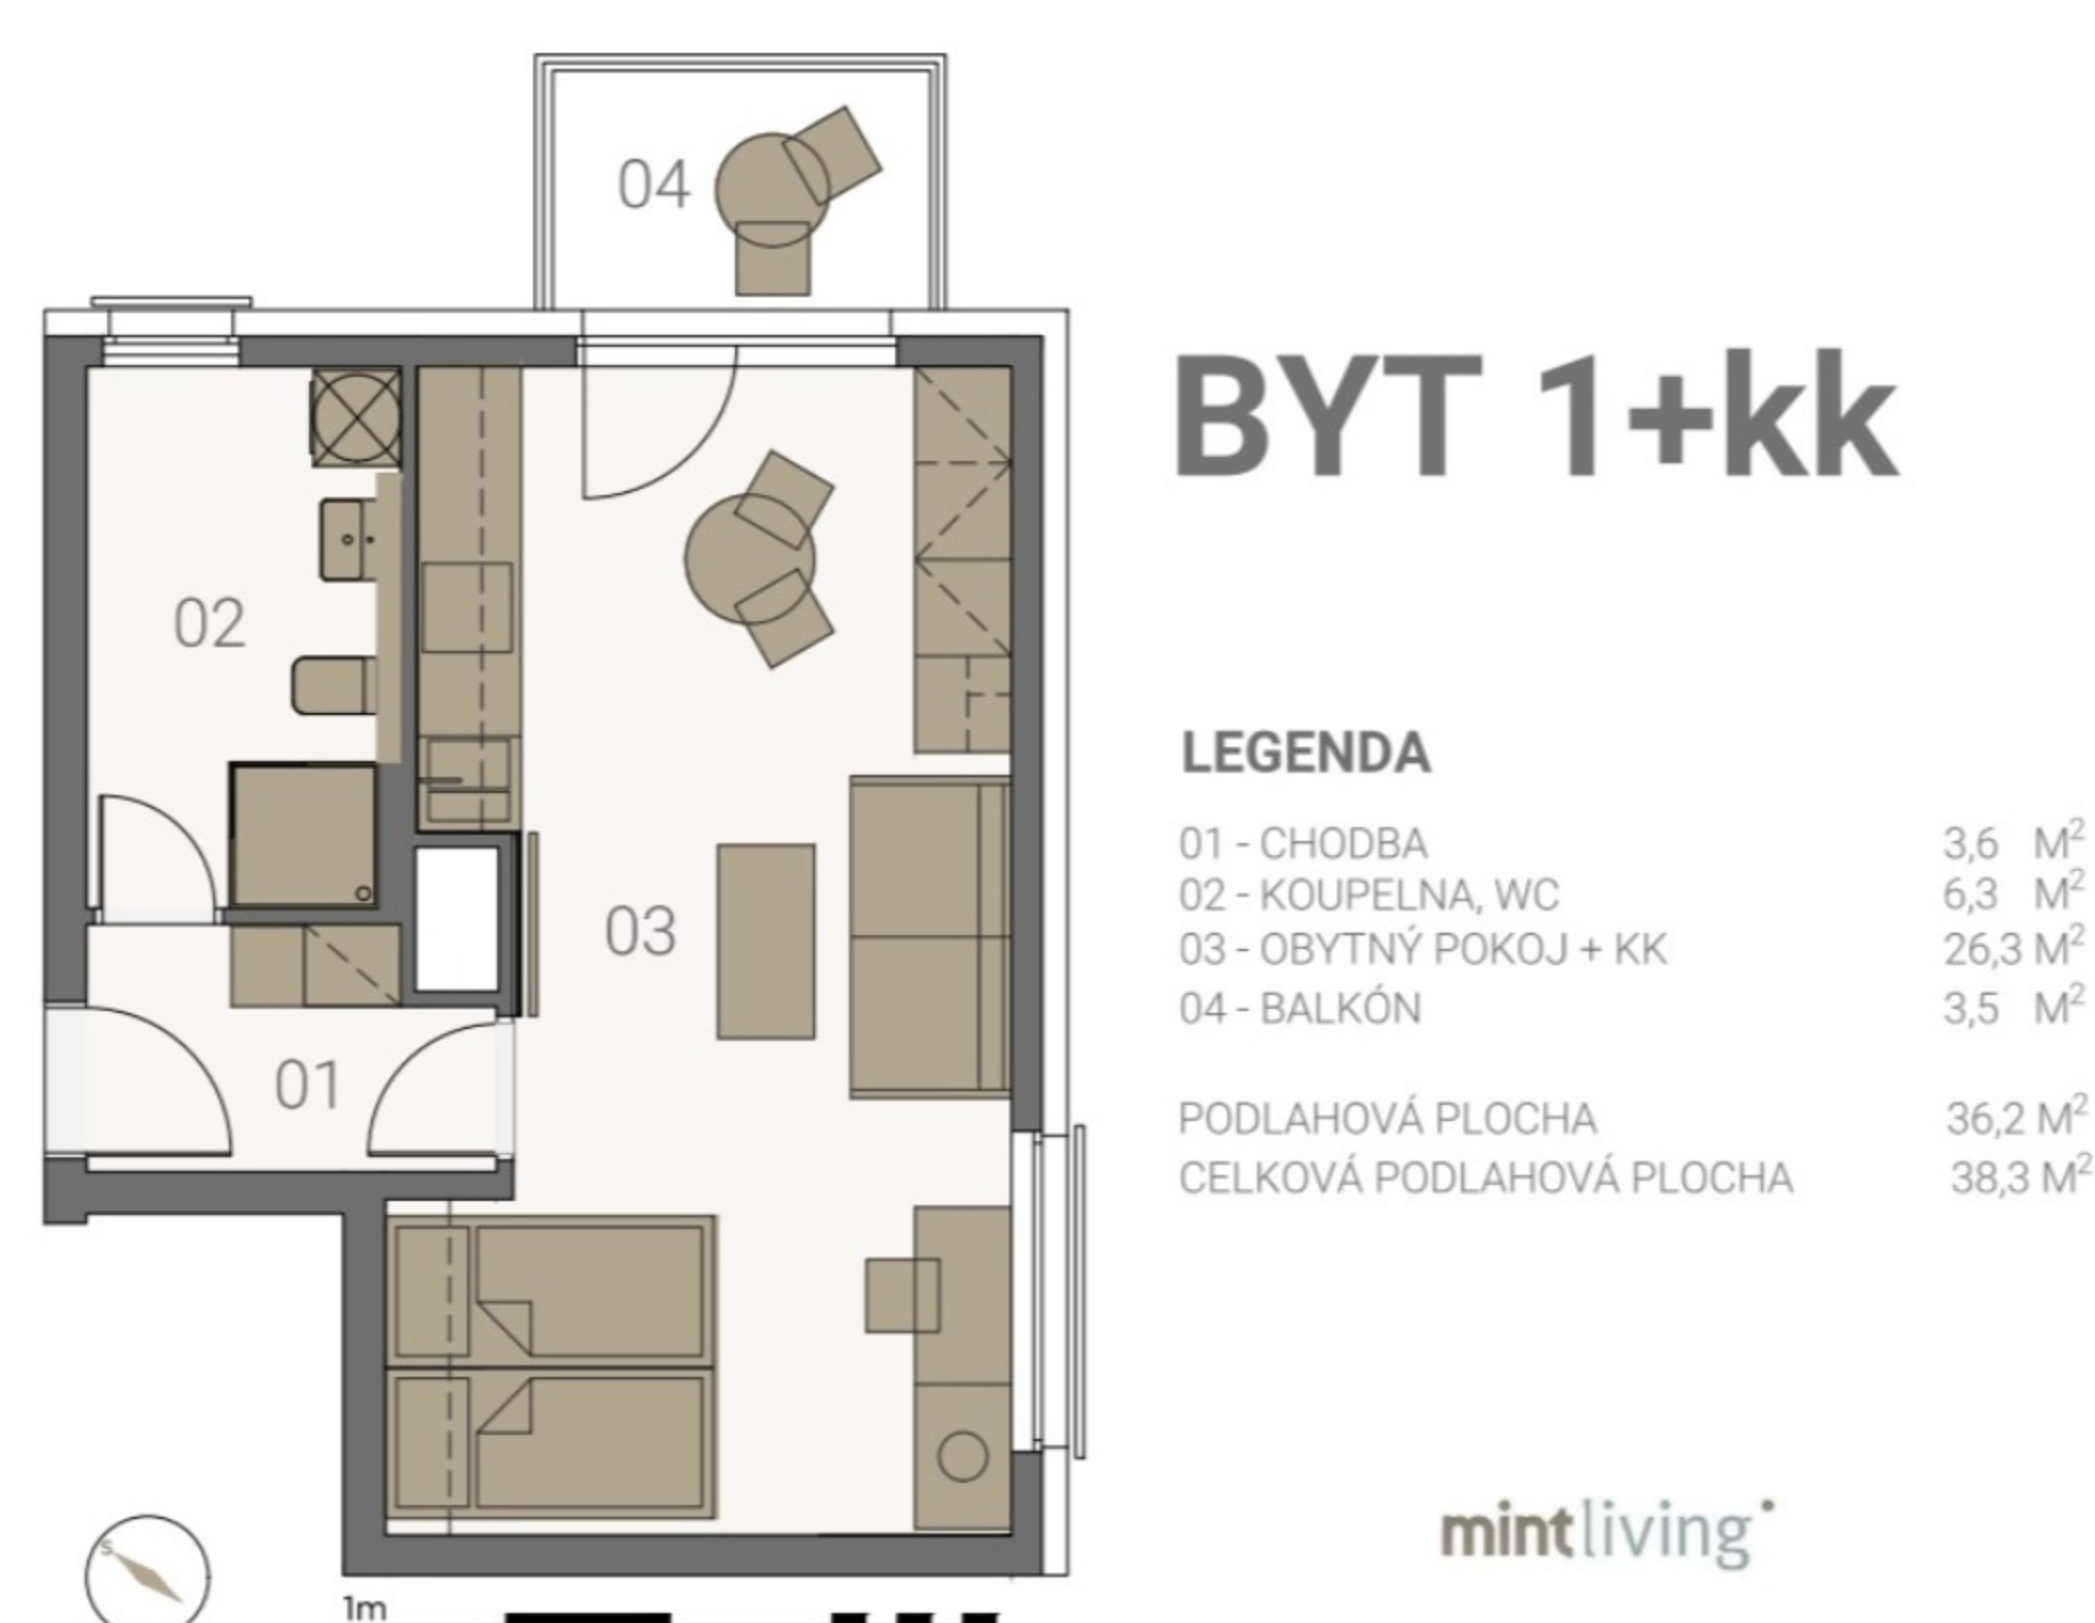 04
BYT 1+kk
02
LEGENDA
01 - CHODBA 3,6 M²
02 - KOUPELNA, WC 6,3 M²
03 - OBYTNÝ POKOJ + KK 26,3 M²
04 - BALKÓN 3,5 M²
03
01
PODLAHOVÁ PLOCHA 36,2 M²
CELKOVÁ PODLAHOVÁ PLOCHA 38,3 M²
mintliving
S
1m